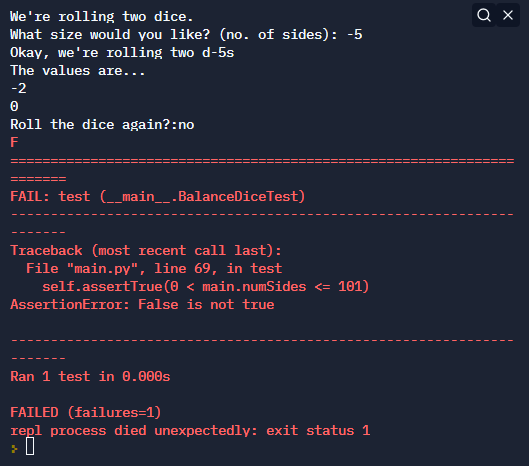 We're rolling two dice.
What size would you like? (no. of sides): -5
Okay, we're rolling two d-5s
The values are...
-2
0
Roll the dice again?:no
F
===============================================================
=======
FAIL: test (__main__.BalanceDiceTest)
---------------------------------------------------------------
-------
Traceback (most recent call last):
  File "main.py", line 69, in test
    self.assertTrue(0 < main.numSides <= 101)
AssertionError: False is not true

---------------------------------------------------------------
-------
Ran 1 test in 0.000s

FAILED (failures=1)
repl process died unexpectedly: exit status 1
>